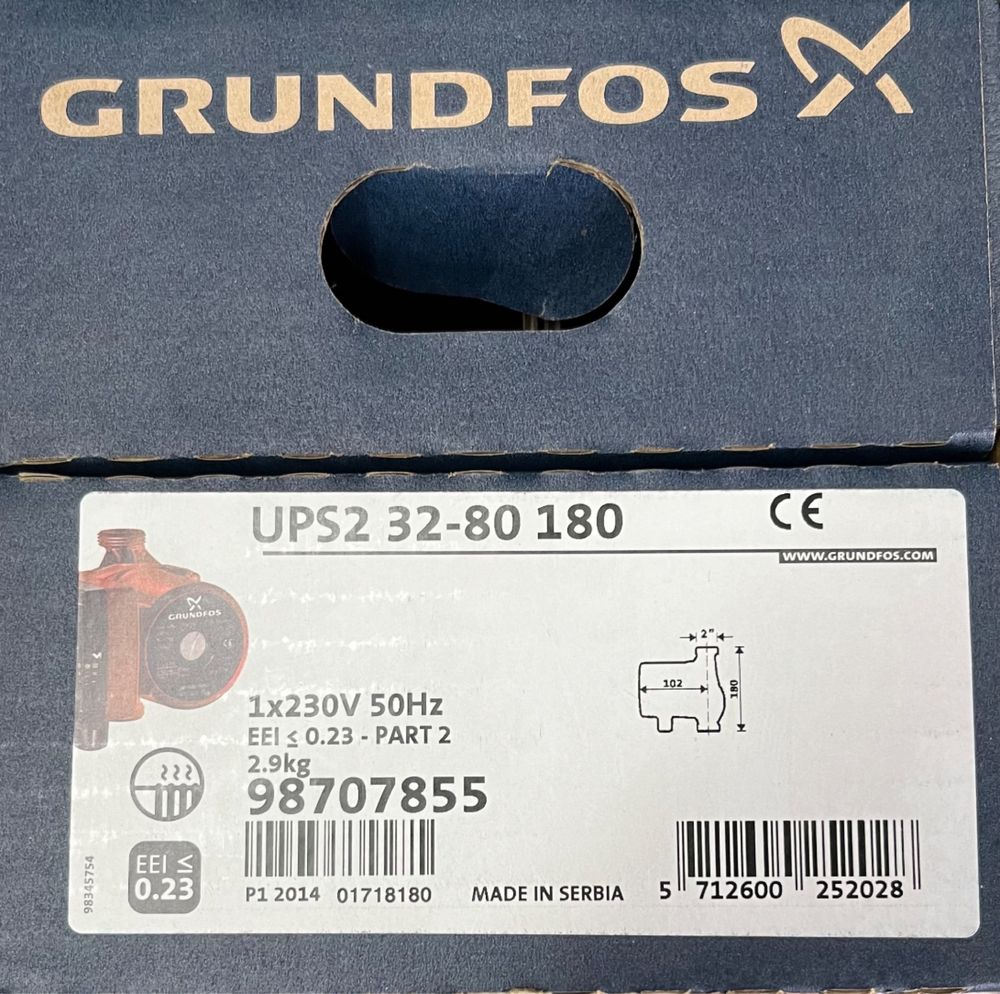 GRUNDFOS
UPS2 32-80 180
CE
WWW.GRUNDFOS.COM
GRUNDFOS
2"
102
180
1x230V 50Hz
EEI ≤ 0.23 - PART 2
2.9kg
98707855
EEI ≤
0.23
98345754
P1 2014 01718180
MADE IN SERBIA
5 712600 252028